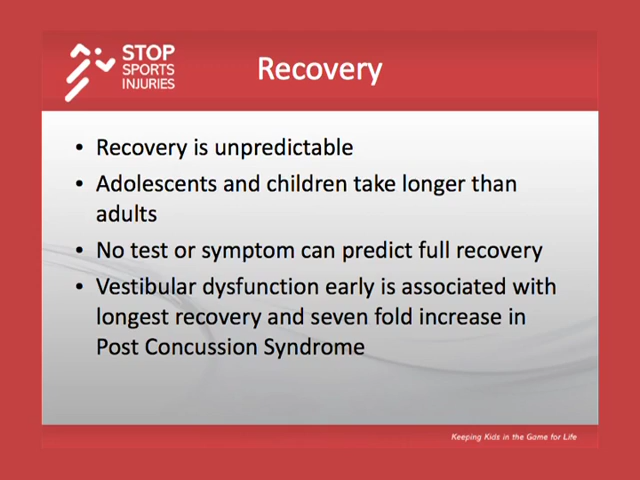 STOP
SPORTS
INJURIES
Recovery
• Recovery is unpredictable
• Adolescents and children take longer than
adults
• No test or symptom can predict full recovery
• Vestibular dysfunction early is associated with
longest recovery and seven fold increase in
Post Concussion Syndrome
Keeping Kids in the Game for Life